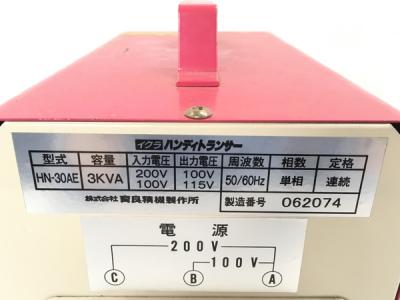 イクラ ハンディトランサー
型式 容量 入力電圧 出力電圧 周波数 相数 定格
HN-30AE 3KVA 200V 100V 50/60Hz 単相 連続
100V 115V
株式会社 育良精機製作所 製造番号 062074
電源
200V
100V
C B A